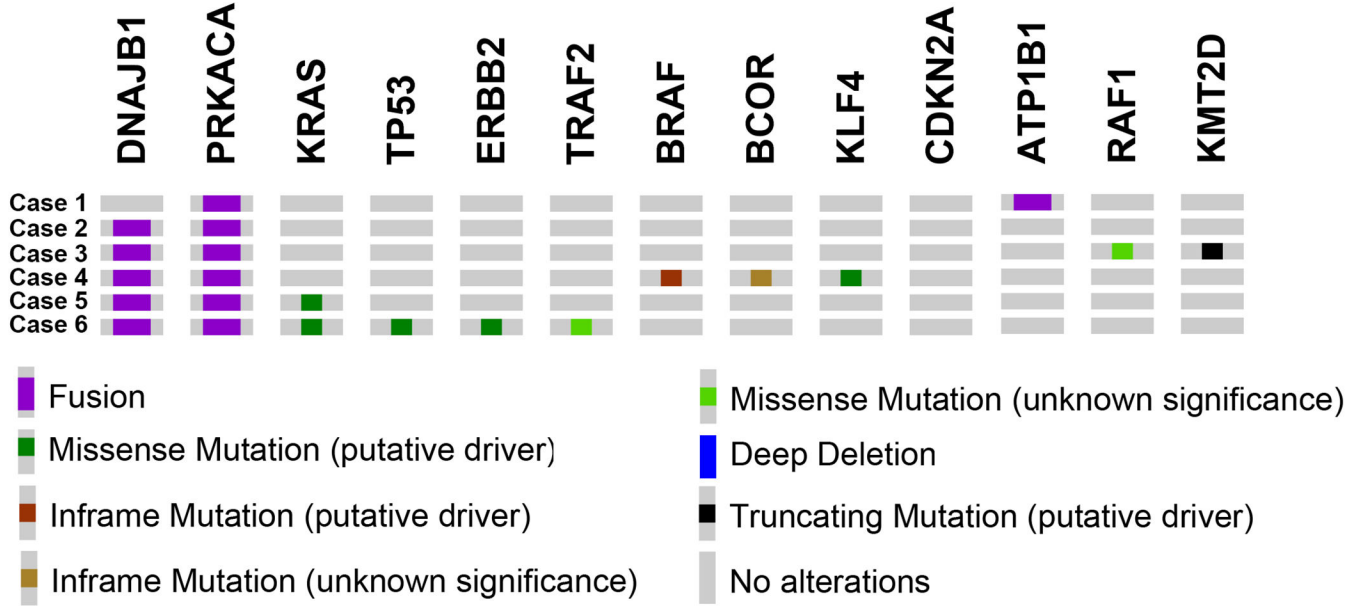 DNAJB1 PRKACA KRAS TP53 ERBB2 TRAF2 BRAF BCOR KLF4 CDKN2A ATP1B1 RAF1 KMT2D
Case 1
Case 2
Case 3
Case 4
Case 5
Case 6
Fusion
Missense Mutation (putative driver)
Inframe Mutation (putative driver)
Inframe Mutation (unknown significance)
Missense Mutation (unknown significance)
Deep Deletion
Truncating Mutation (putative driver)
No alterations